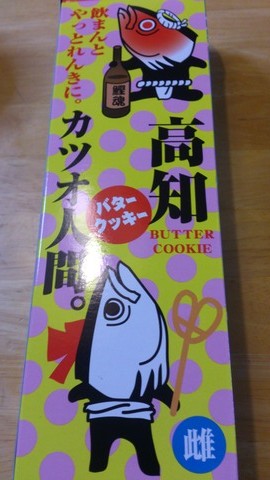 飲まんと
やっとれんきに。
カツオ人間。
鰹魂
高知
バター
クッキー
BUTTER
COOKIE
雌